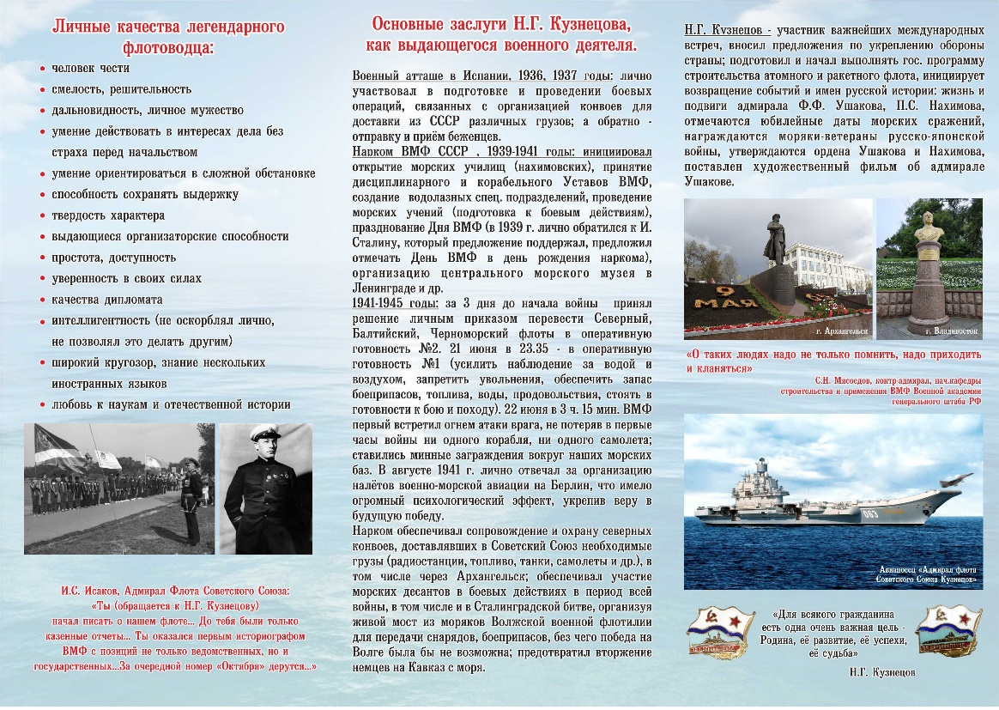 Личные качества легендарного
флотоводца:
• человек чести
• смелость, решительность
• дальновидность, личное мужество
• умение действовать в интересах дела без
страха перед начальством
• умение ориентироваться в сложной обстановке
• способность сохранять выдержку
• твердость характера
• выдающиеся организаторские способности
• простота, доступность
• уверенность в своих силах
• качества дипломата
• интеллигентность (не оскорблял лично,
не позволял это делать другим)
• широкий кругозор, знание нескольких
иностранных языков
• любовь к наукам и отечественной истории
И.С. Исаков, Адмирал Флота Советского Союза:
«Ты (обращается к Н.Г. Кузнецову)
начал писать о нашем флоте... До тебя были только
казенные отчеты... Ты оказался первым историографом
ВМФ с позиций не только ведомственных, но и
государственных...За очередной номер «Октября» дерутся...»
Основные заслуги Н.Г. Кузнецова,
как выдающегося военного деятеля.
Военный атташе в Испании, 1936, 1937 годы: лично
участвовал в подготовке и проведении боевых
операций, связанных с организацией конвоев для
доставки из СССР различных грузов; а обратно -
отправку и приём беженцев.
Нарком ВМФ СССР , 1939-1941 годы: инициировал
открытие морских училищ (нахимовских), принятие
дисциплинарного и корабельного Уставов ВМФ,
создание водолазных спец. подразделений, проведение
морских учений (подготовка к боевым действиям),
празднование Дня ВМФ (в 1939 г. лично обратился к И.
Сталину, который предложение поддержал, предложил
отмечать День ВМФ в день рождения наркома),
организацию центрального морского музея в
Ленинграде и др.
1941-1945 годы: за 3 дня до начала войны принял
решение личным приказом перевести Северный,
Балтийский, Черноморский флоты в оперативную
готовность №2. 21 июня в 23.35 - в оперативную
готовность №1 (усилить наблюдение за водой и
воздухом, запретить увольнения, обеспечить запас
боеприпасов, топлива, воды, продовольствия, стоять в
готовности к бою и походу). 22 июня в 3 ч. 15 мин. ВМФ
первый встретил огнем атаки врага, не потеряв в первые
часы войны ни одного корабля, ни одного самолета;
ставились минные заграждения вокруг наших морских
баз. В августе 1941 г. лично отвечал за организацию
налётов военно-морской авиации на Берлин, что имело
огромный психологический эффект, укрепив веру в
будущую победу.
Нарком обеспечивал сопровождение и охрану северных
конвоев, доставлявших в Советский Союз необходимые
грузы (радиостанции, топливо, танки, самолеты и др.), в
том числе через Архангельск; обеспечивал участие
морских десантов в боевых действиях в период всей
войны, в том числе и в Сталинградской битве, организуя
живой мост из моряков Волжской военной флотилии
для передачи снарядов, боеприпасов, без чего победа на
Волге была бы не возможна; предотвратил вторжение
немцев на Кавказ с моря.
Н.Г. Кузнецов - участник важнейших международных
встреч, вносил предложения по укреплению обороны
страны; подготовил и начал выполнять гос. программу
строительства атомного и ракетного флота, инициирует
возвращение событий и имен русской истории: жизнь и
подвиги адмирала Ф.Ф. Ушакова, П.С. Нахимова,
отмечаются юбилейные даты морских сражений,
награждаются моряки-ветераны русско-японской
войны, утверждаются ордена Ушакова и Нахимова,
поставлен художественный фильм об адмирале
Ушакове.
9
МАЯ
г. Архангельск
г. Владивосток
«О таких людях надо не только помнить, надо приходить
и кланяться»
С.Н. Мясоедов, контр-адмирал, нач.кафедры
строительства и применения ВМФ Военной академии
генерального штаба РФ
063
Авианосец «Адмирал флота
Советского Союза Кузнецов»
«Для всякого гражданина
есть одна очень важная цель -
Родина, её развитие, её успехи,
её судьба»
Н.Г. Кузнецов